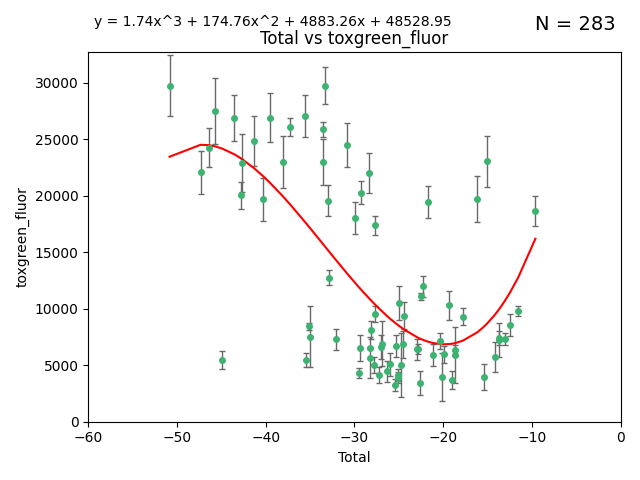 y = 1.74x^3 + 174.76x^2 + 4883.26x + 48528.95
N = 283
Total vs toxgreen_fluor
30000
25000
20000
15000
10000
5000
0
toxgreen_fluor
−60
−50
−40
−30
−20
−10
0
Total